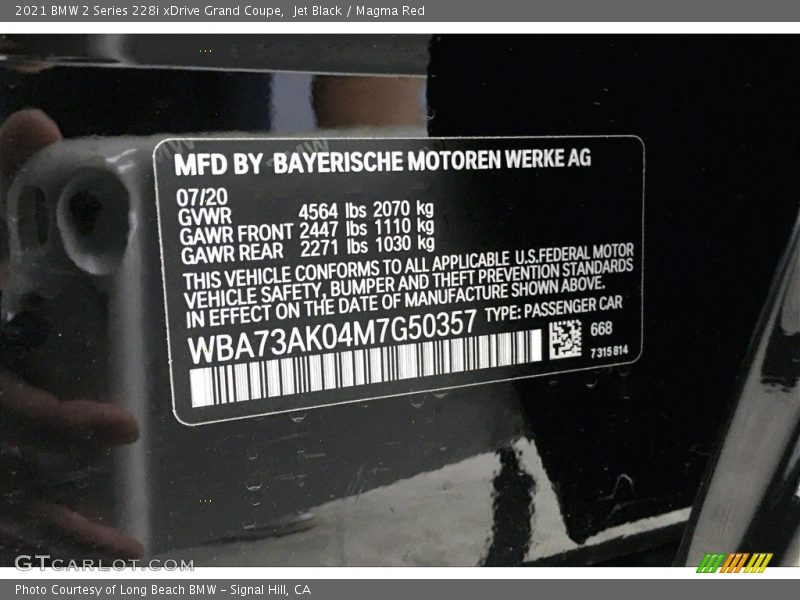 2021 BMW 2 Series 228i xDrive Grand Coupe,  Jet Black / Magma Red
MFD BY BAYERISCHE MOTOREN WERKE AG
07/20
GVWR 4564 lbs 2070 kg
GAWR FRONT 2447 lbs 1110 kg
GAWR REAR 2271 lbs 1030 kg
THIS VEHICLE CONFORMS TO ALL APPLICABLE U.S.FEDERAL MOTOR
VEHICLE SAFETY, BUMPER AND THEFT PREVENTION STANDARDS
IN EFFECT ON THE DATE OF MANUFACTURE SHOWN ABOVE.
WBA73AK04M7G50357 TYPE: PASSENGER CAR
668
7 315 814
GTCARLOT.COM
Photo Courtesy of Long Beach BMW – Signal Hill, CA